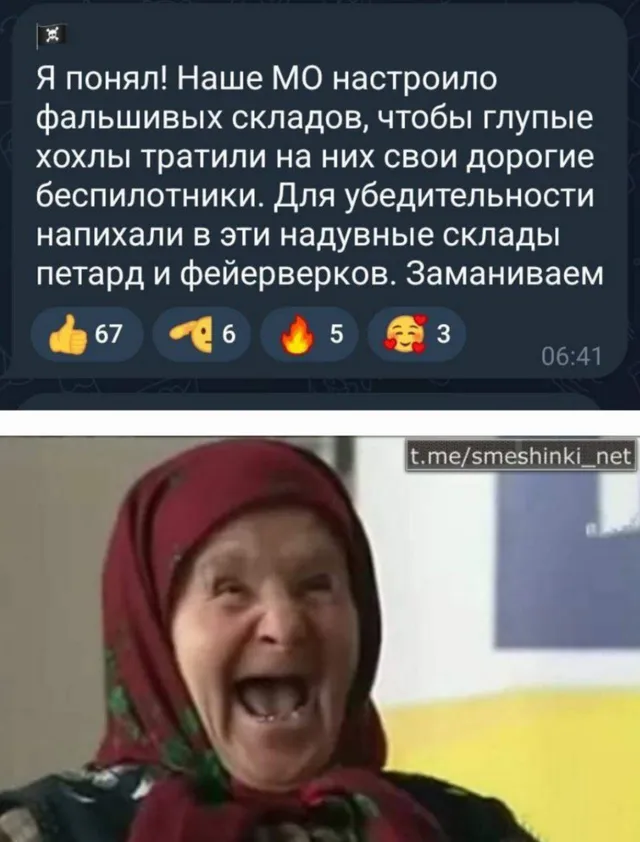 Я понял! Наше МО настроило
фальшивых складов, чтобы глупые
хохлы тратили на них свои дорогие
беспилотники. Для убедительности
напихали в эти надувные склады
петард и фейерверков. Заманиваем
67 6 5 3
06:41
t.me/smeshinki_net